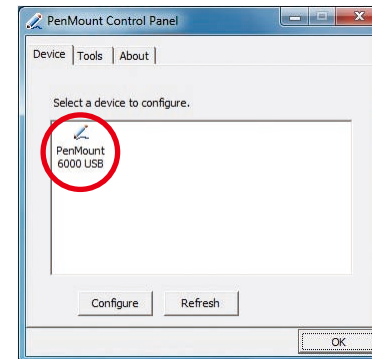 PenMount Control Panel
Device Tools About
Select a device to configure.
PenMount
6000 USB
Configure Refresh
OK